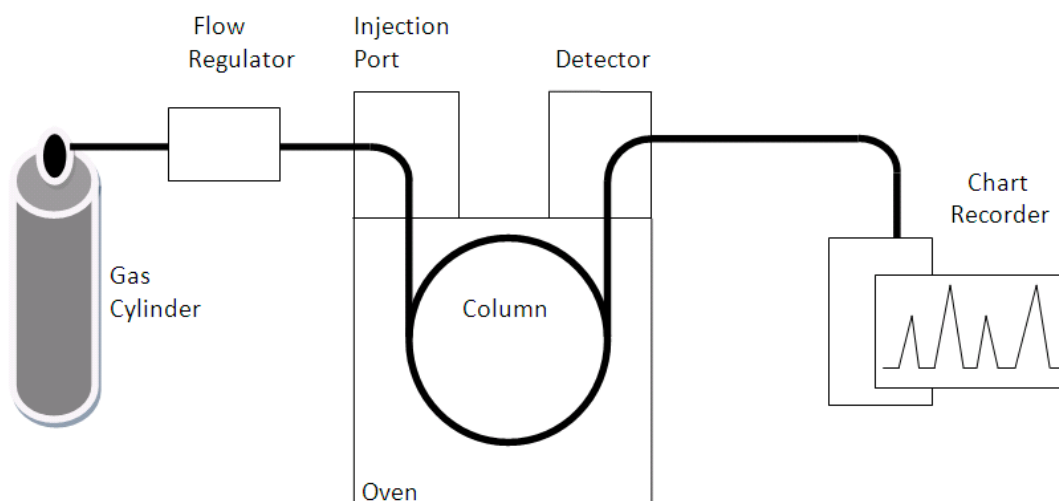 Flow
Regulator
Injection
Port
Detector
Chart
Recorder
Gas
Cylinder
Column
Oven